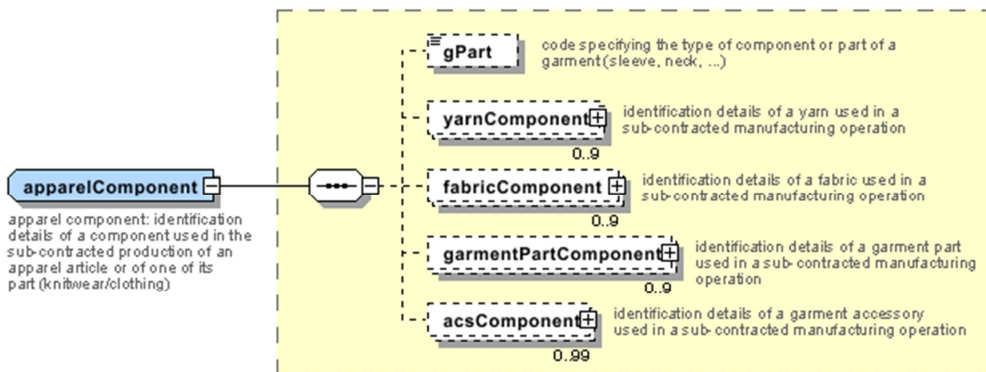 gPart
code specifying the type of component or part of a
garment (sleeve, neck, ...)
yarnComponent
identification details of a yarn used in a
sub-contracted manufacturing operation
0..9
apparelComponent
apparel component: identification
details of a component used in the
sub-contracted production of an
apparel article or of one of its
part (knitwear/clothing)
fabricComponent
identification details of a fabric used in a
sub-contracted manufacturing operation
0..9
garmentPartComponent
identification details of a garment part
used in a sub-contracted manufacturing
operation
0..9
acsComponent
identification details of a garment accessory
used in a sub-contracted manufacturing operation
0..99